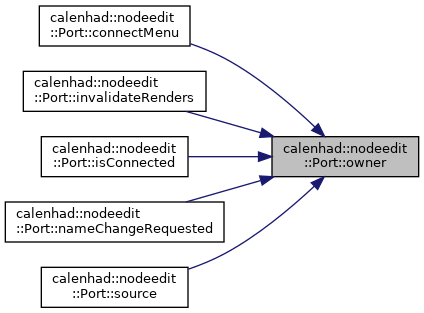 calenhad::nodeedit
::Port::connectMenu
calenhad::nodeedit
::Port::invalidateRenders
calenhad::nodeedit
::Port::isConnected
calenhad::nodeedit
::Port::owner
calenhad::nodeedit
::Port::nameChangeRequested
calenhad::nodeedit
::Port::source